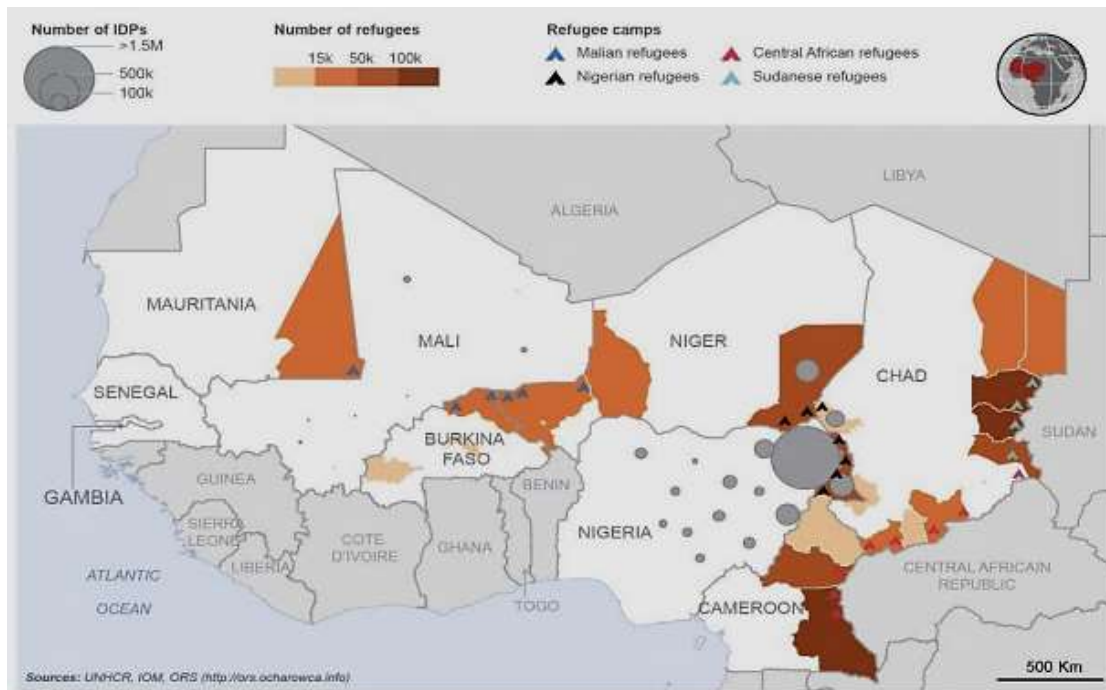 Number of IDPs
>1.5M
500k
100k
Number of refugees
15k 50k 100k
Refugee camps
Malian refugees
Central African refugees
Nigerian refugees
Sudanese refugees
LIBYA
ALGERIA
MAURITANIA
MALI
NIGER
CHAD
SENEGAL
SUDAN
BURKINA
FASO
GUINEA
GAMBIA
BENIN
SIERRA
LEONE
COTE
D'IVOIRE
GHANA
NIGERIA
LIBERIA
CENTRAL AFRICAIN
REPUBLIC
ATLANTIC
OCEAN
TOGO
CAMEROON
500 Km
Sources: UNHCR, IOM, ORS (http://ors.ocharowca.info)